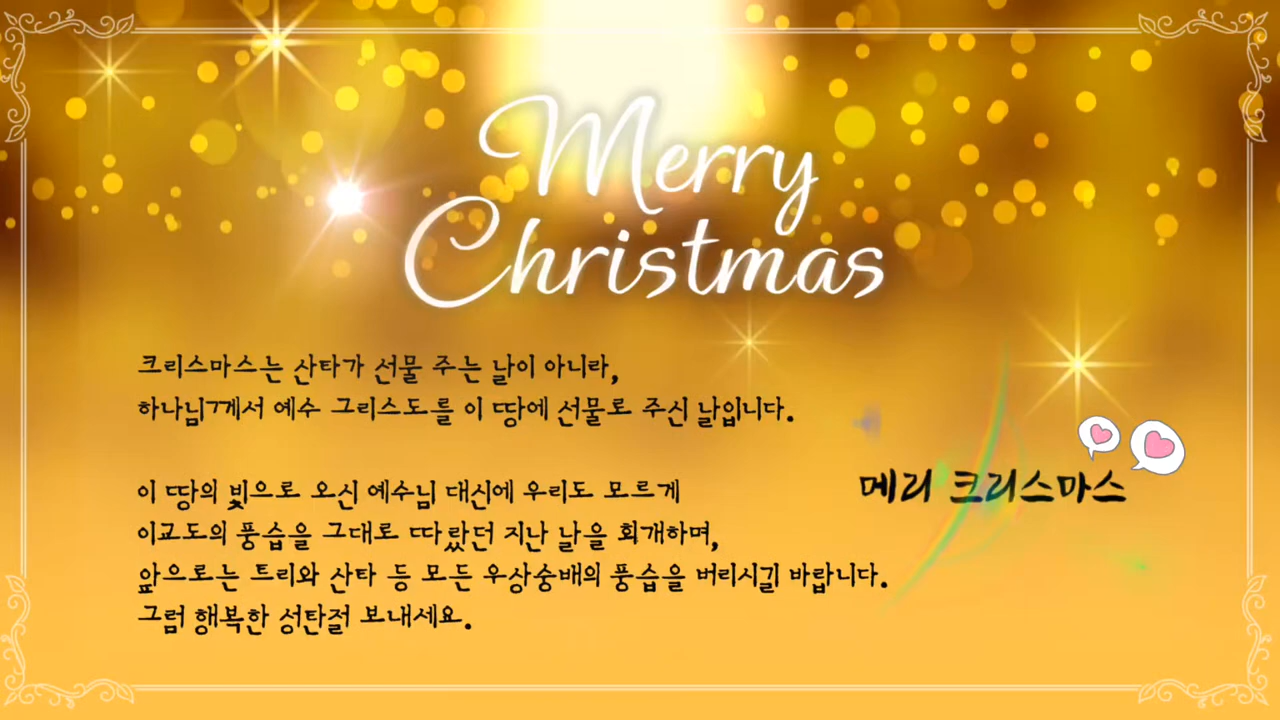 Merry
Christmas
크리스마스는 산타가 선물 주는 날이 아니라,
하나님께서 예수 그리스도를 이 땅에 선물로 주신 날입니다.
이 땅의 빛으로 오신 예수님 대신에 우리도 모르게
메리 크리스마스
이교도의 풍습을 그대로 따랐던 지난 날을 회개하며,
앞으로는 트리와 산타 등 모든 우상숭배의 풍습을 버리시길 바랍니다.
그럼 행복한 성탄절 보내세요.